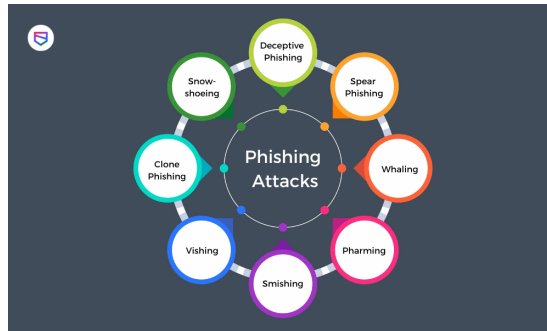 Phishing
Attacks
Deceptive
Phishing
Spear
Phishing
Whaling
Pharming
Smishing
Vishing
Clone
Phishing
Snow-
shoeing